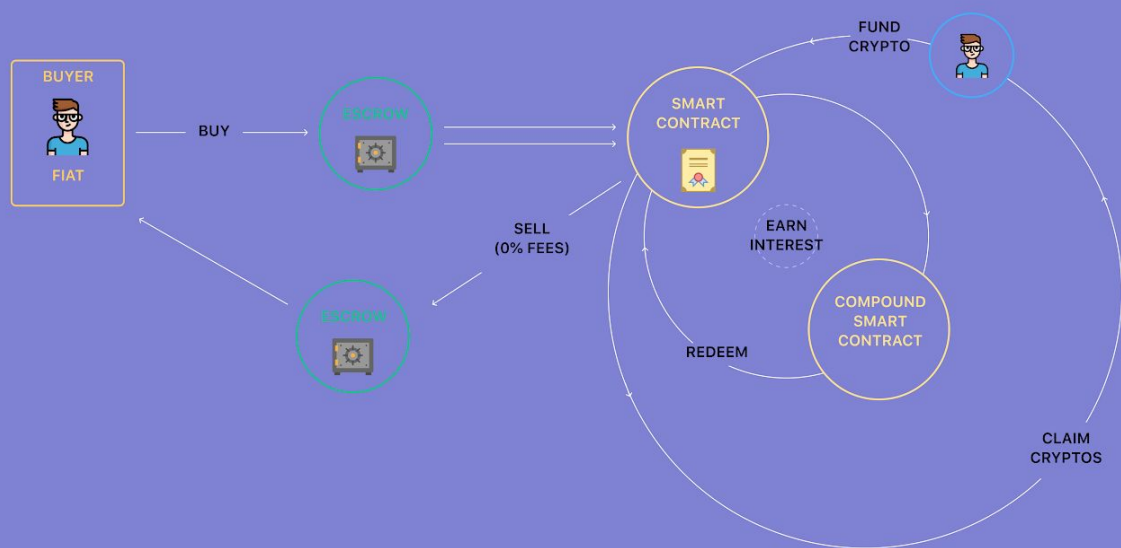 BUYER
FIAT
BUY
ESCROW
SMART
CONTRACT
FUND
CRYPTO
SELL
(0% FEES)
EARN
INTEREST
ESCROW
COMPOUND
SMART
CONTRACT
REDEEM
CLAIM
CRYPTOS